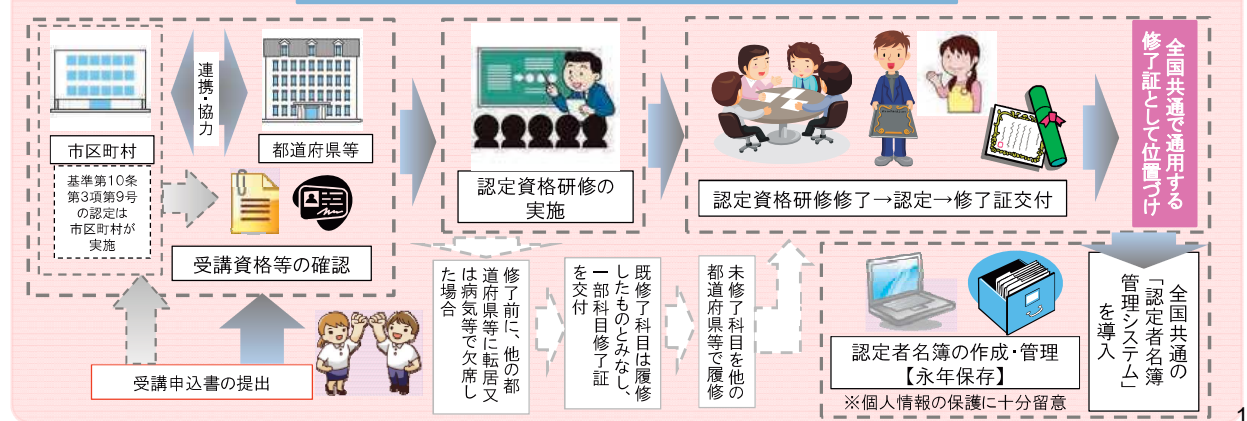 市区町村
連携・協力
都道府県等
基準第10条
第3項第9号
の認定は
市区町村が
実施
受講資格等の確認
受講申込書の提出
認定資格研修の
実施
認定資格研修修了→認定→修了証交付
全国共通で通用する
修了証として位置づけ
修了前に、他の都
道府県等に転居又
は病気等で欠席し
た場合
既修了科目は履修
したものとみなし、
一部科目修了証
を交付
未修了科目を他の
都道府県等で履修
認定者名簿の作成・管理
【永年保存】
※個人情報の保護に十分留意
全国共通の
「認定者名簿
管理システム」
を導入
1